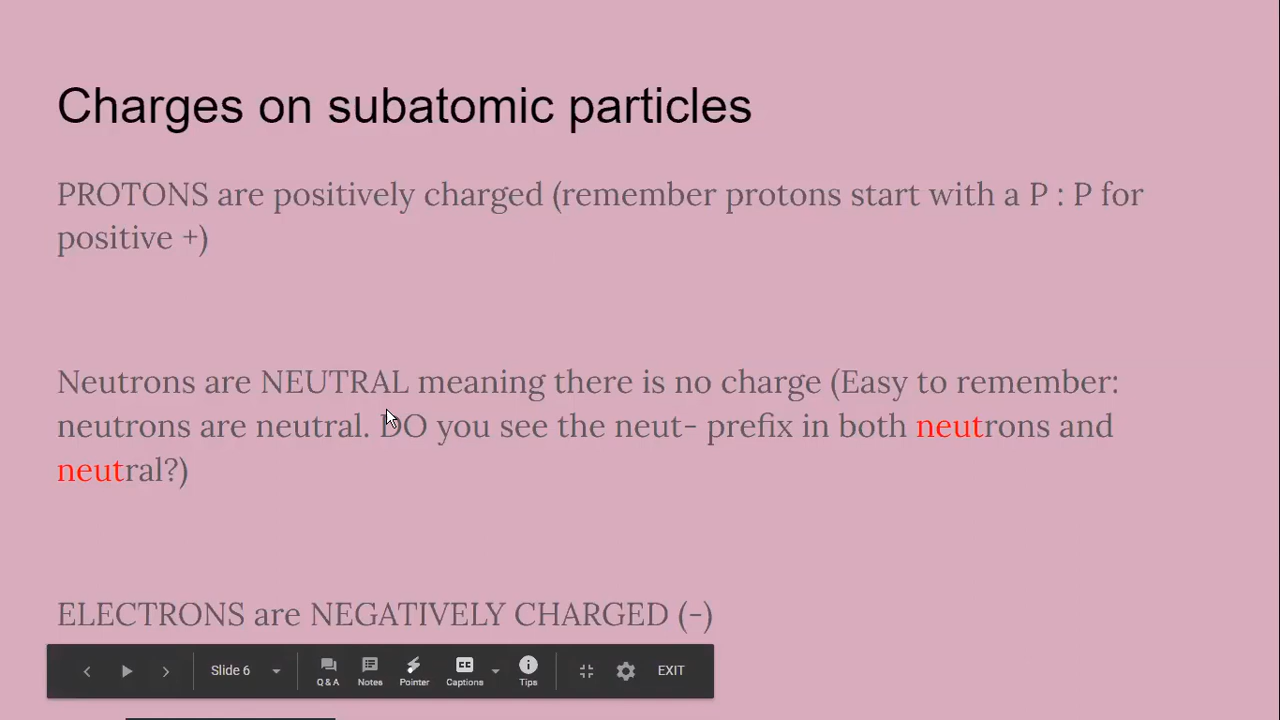 Charges on subatomic particles
PROTONS are positively charged (remember protons start with a P : P for
positive +)
Neutrons are NEUTRAL meaning there is no charge (Easy to remember:
neutrons are neutral. DO you see the neut- prefix in both neutrons and
neutral?)
ELECTRONS are NEGATIVELY CHARGED (-)
Slide 6
Q & A
Notes
Pointer
CC
Captions
Tips
EXIT